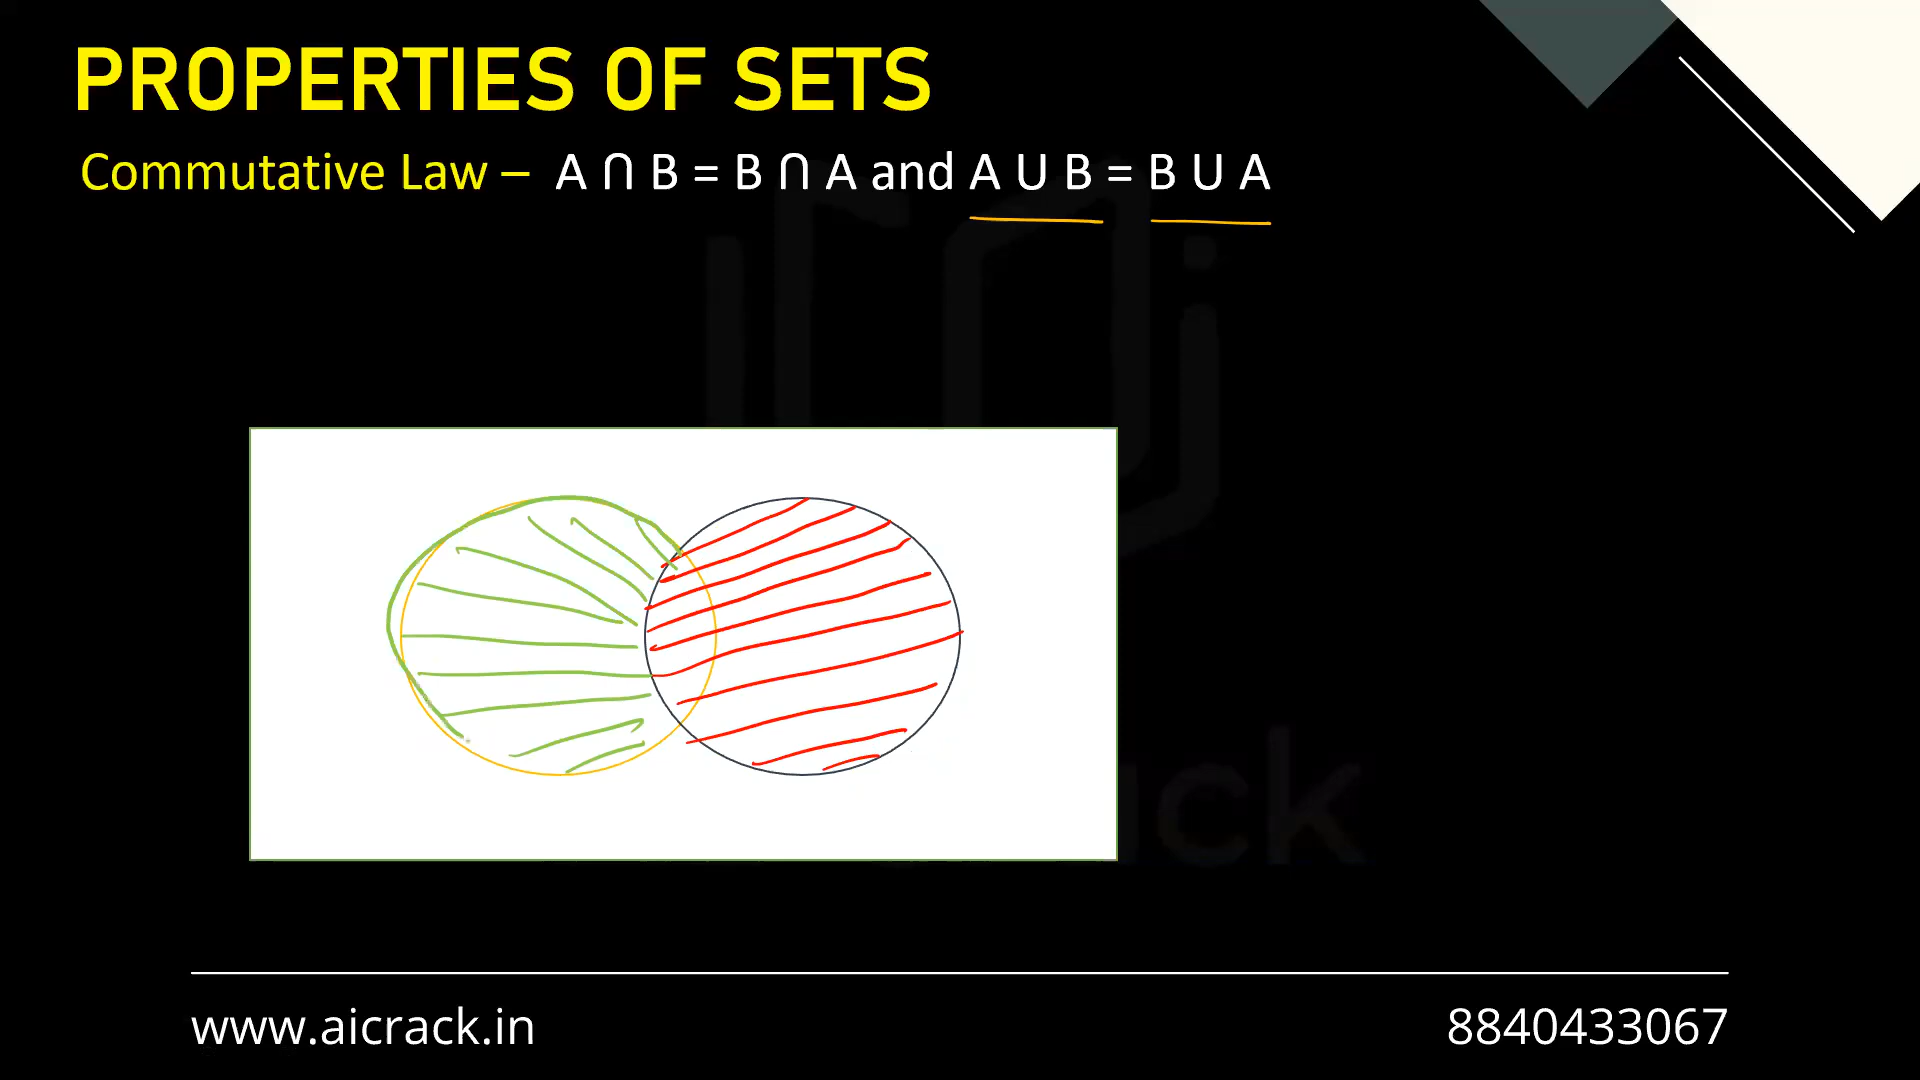 PROPERTIES OF SETS
Commutative Law – A ∩ B = B ∩ A and A U B = B U A
www.aicrack.in
8840433067